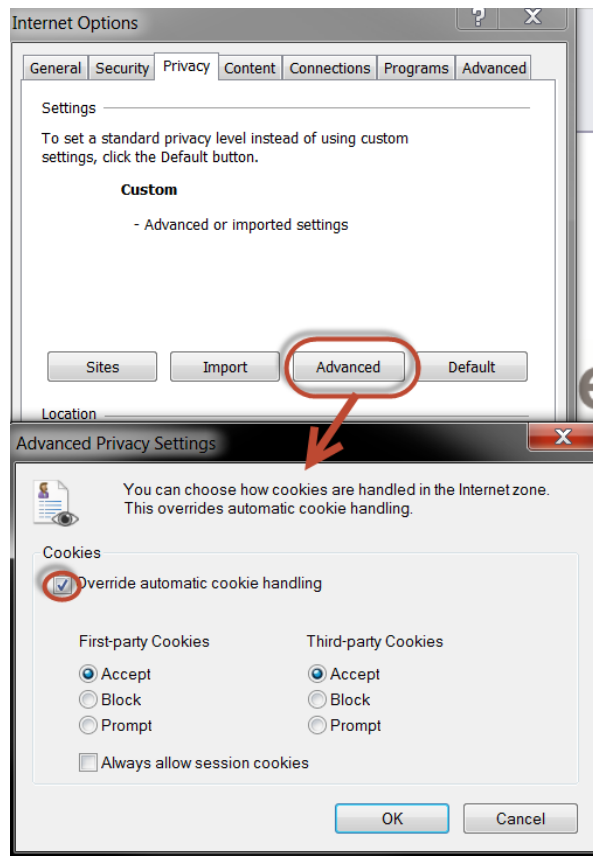 Internet Options
General Security Privacy Content Connections Programs Advanced
Settings
To set a standard privacy level instead of using custom
settings, click the Default button.
Custom
- Advanced or imported settings
Sites Import Advanced Default
Location
Advanced Privacy Settings
You can choose how cookies are handled in the Internet zone.
This overrides automatic cookie handling.
Cookies
Override automatic cookie handling
First-party Cookies Third-party Cookies
Accept Accept
Block Block
Prompt Prompt
Always allow session cookies
OK Cancel